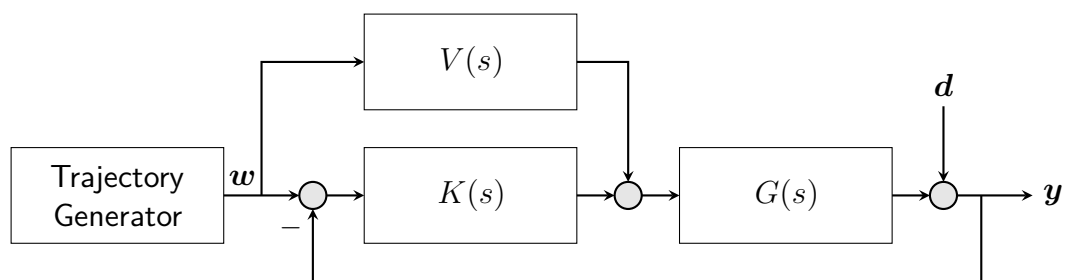 V(s)
d
Trajectory
Generator
w
K(s)
G(s)
y
−